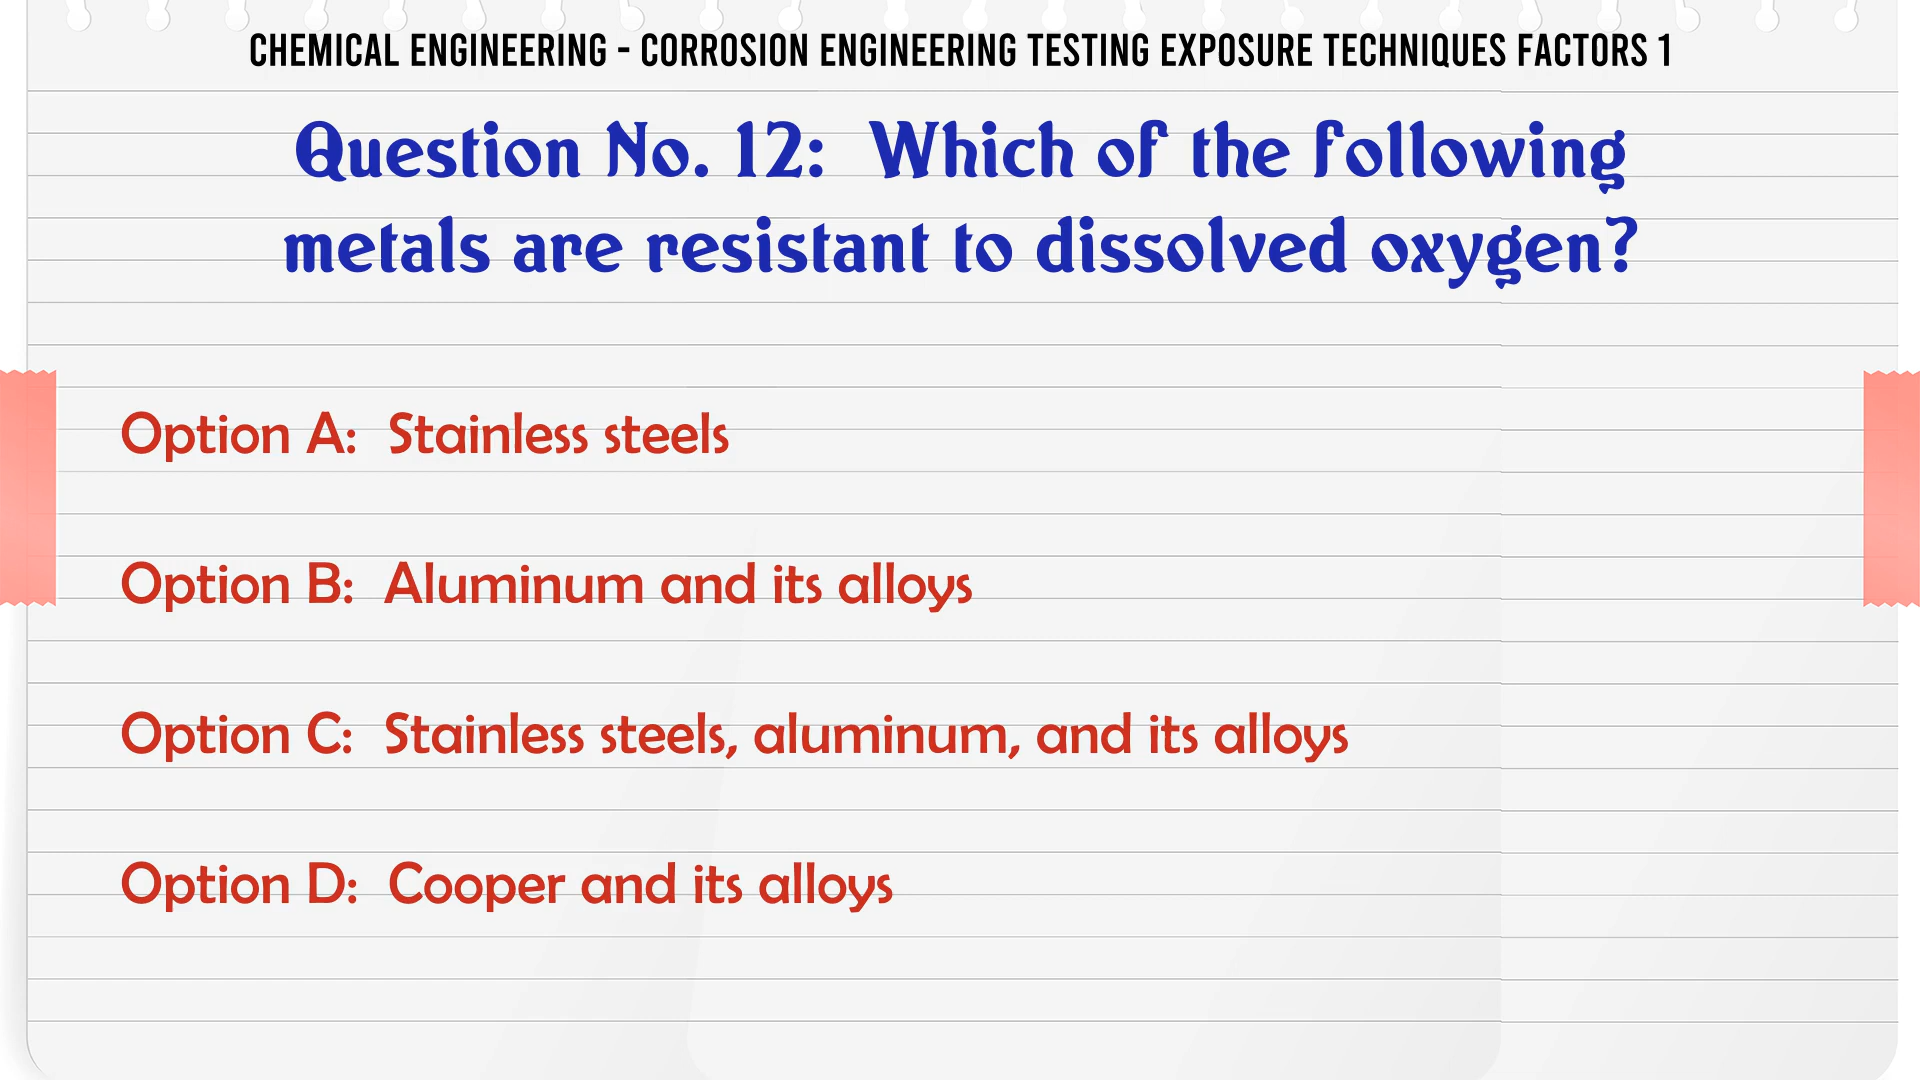 CHEMICAL ENGINEERING - CORROSION ENGINEERING TESTING EXPOSURE TECHNIQUES FACTORS 1
Question No. 12: Which of the following
metals are resistant to dissolved oxygen?
Option A: Stainless steels
Option B: Aluminum and its alloys
Option C: Stainless steels, aluminum, and its alloys
Option D: Cooper and its alloys